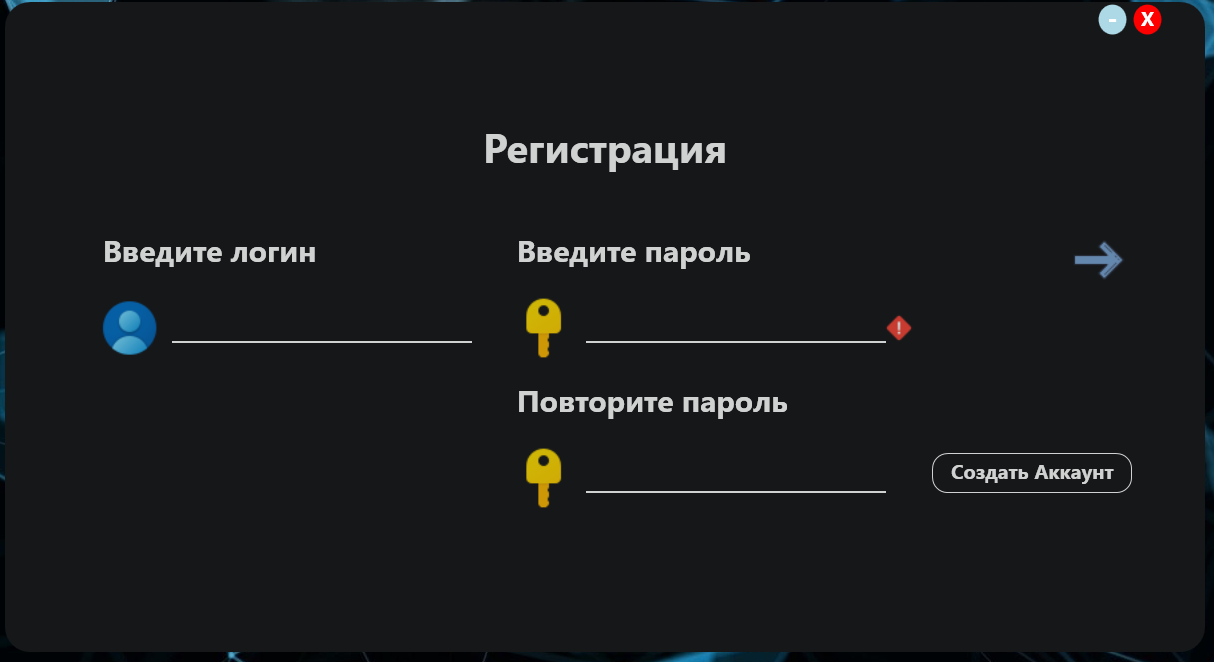 - X
Регистрация
Введите логин
Введите пароль
!
Повторите пароль
Создать Аккаунт